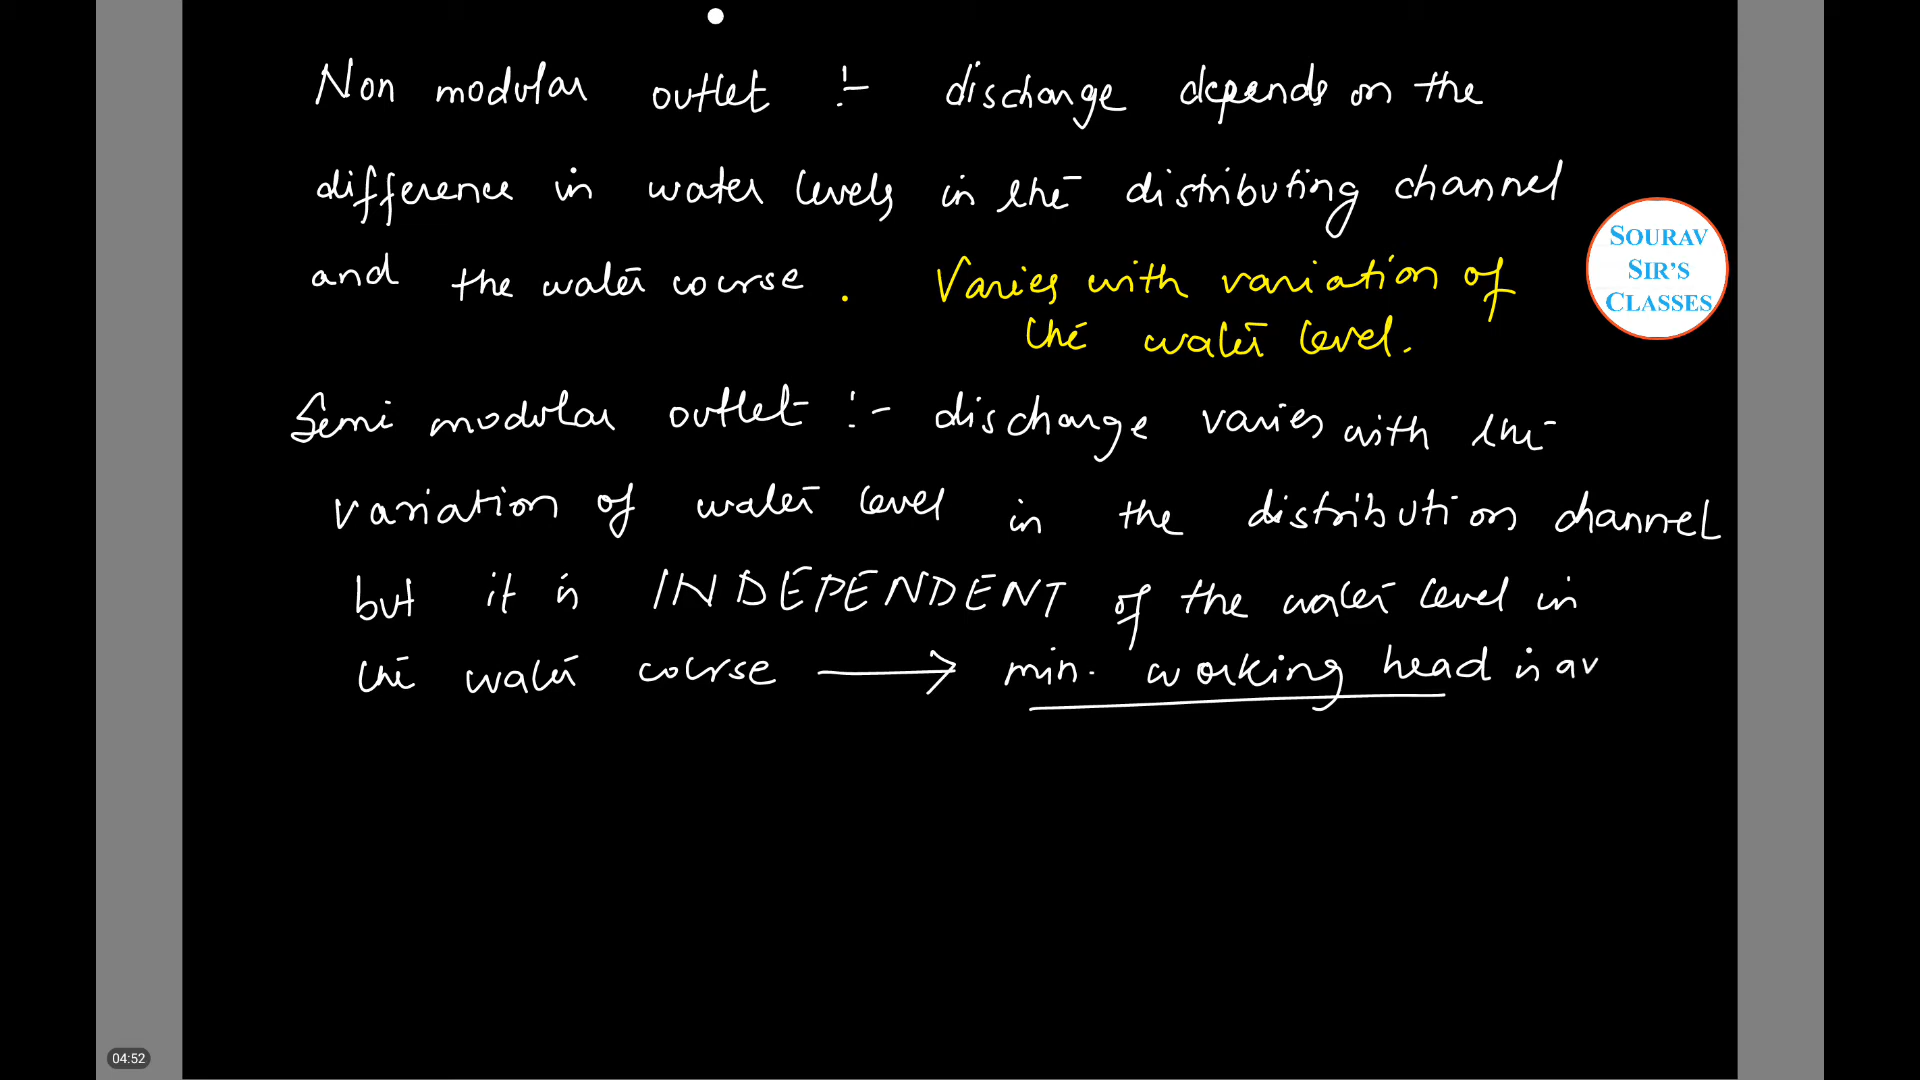 Non modular outlet :- discharge depends on the
difference in water levels in the distributing channel
and the water course . Varies with variation of
the water level.
SOURAV
SIR'S
CLASSES
Semi modular outlet :- discharge varies with the
variation of water level in the distribution channel
but it is INDEPENDENT of the water level in
the water course → min. working head is av
04:52